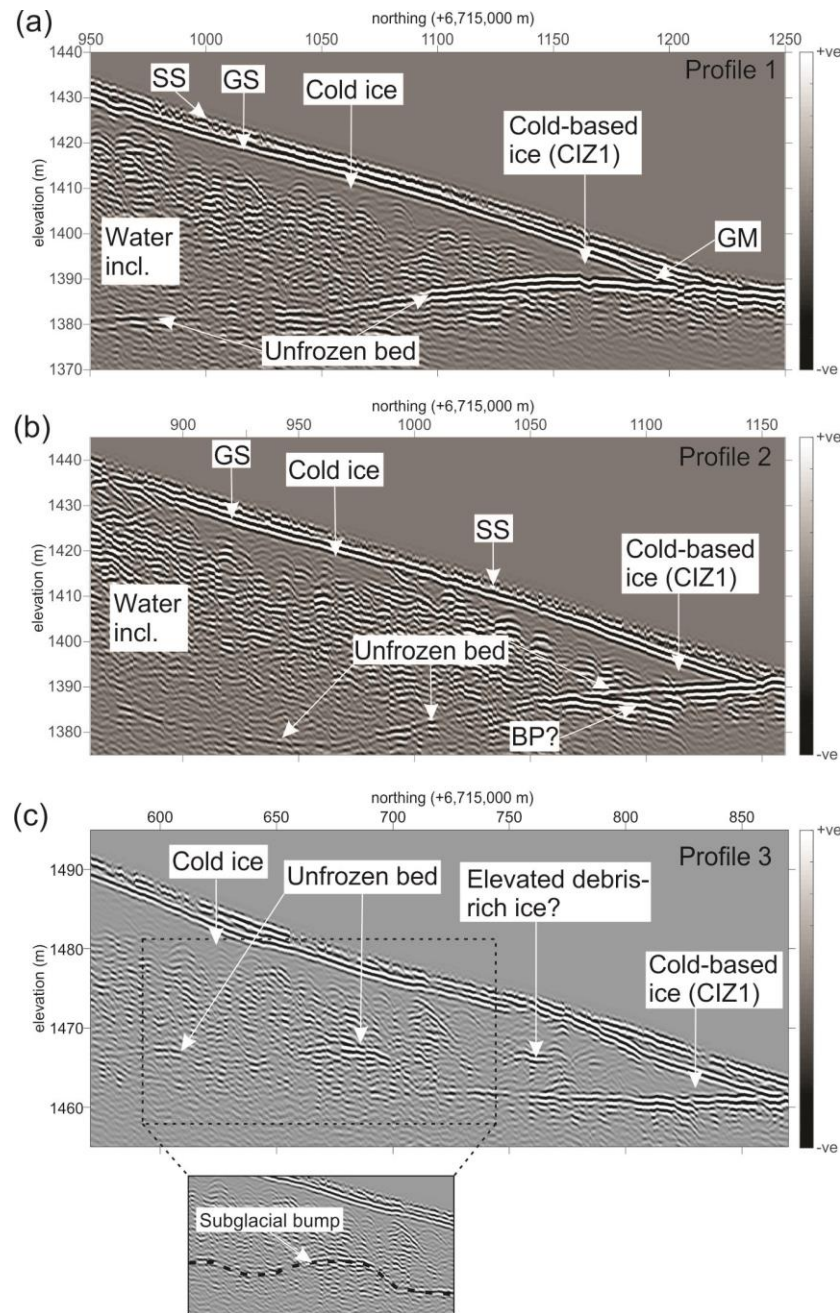 (a)
northing (+6,715,000 m)
950 1000 1050 1100 1150 1200 1250
1440
1430
1420
1410
1400
1390
1380
1370
elevation (m)
Profile 1
SS
GS
Cold ice
Cold-based
ice (CIZ1)
GM
Water
incl.
Unfrozen bed
+ve
-ve
(b)
northing (+6,715,000 m)
900 950 1000 1050 1100 1150
1440
1430
1420
1410
1400
1390
1380
elevation (m)
Profile 2
GS
Cold ice
SS
Cold-based
ice (CIZ1)
Water
incl.
Unfrozen bed
BP?
+ve
-ve
(c)
northing (+6,715,000 m)
600 650 700 750 800 850
1490
1480
1470
1460
elevation (m)
Profile 3
Cold ice
Unfrozen bed
Elevated debris-
rich ice?
Cold-based
ice (CIZ1)
+ve
-ve
Subglacial bump